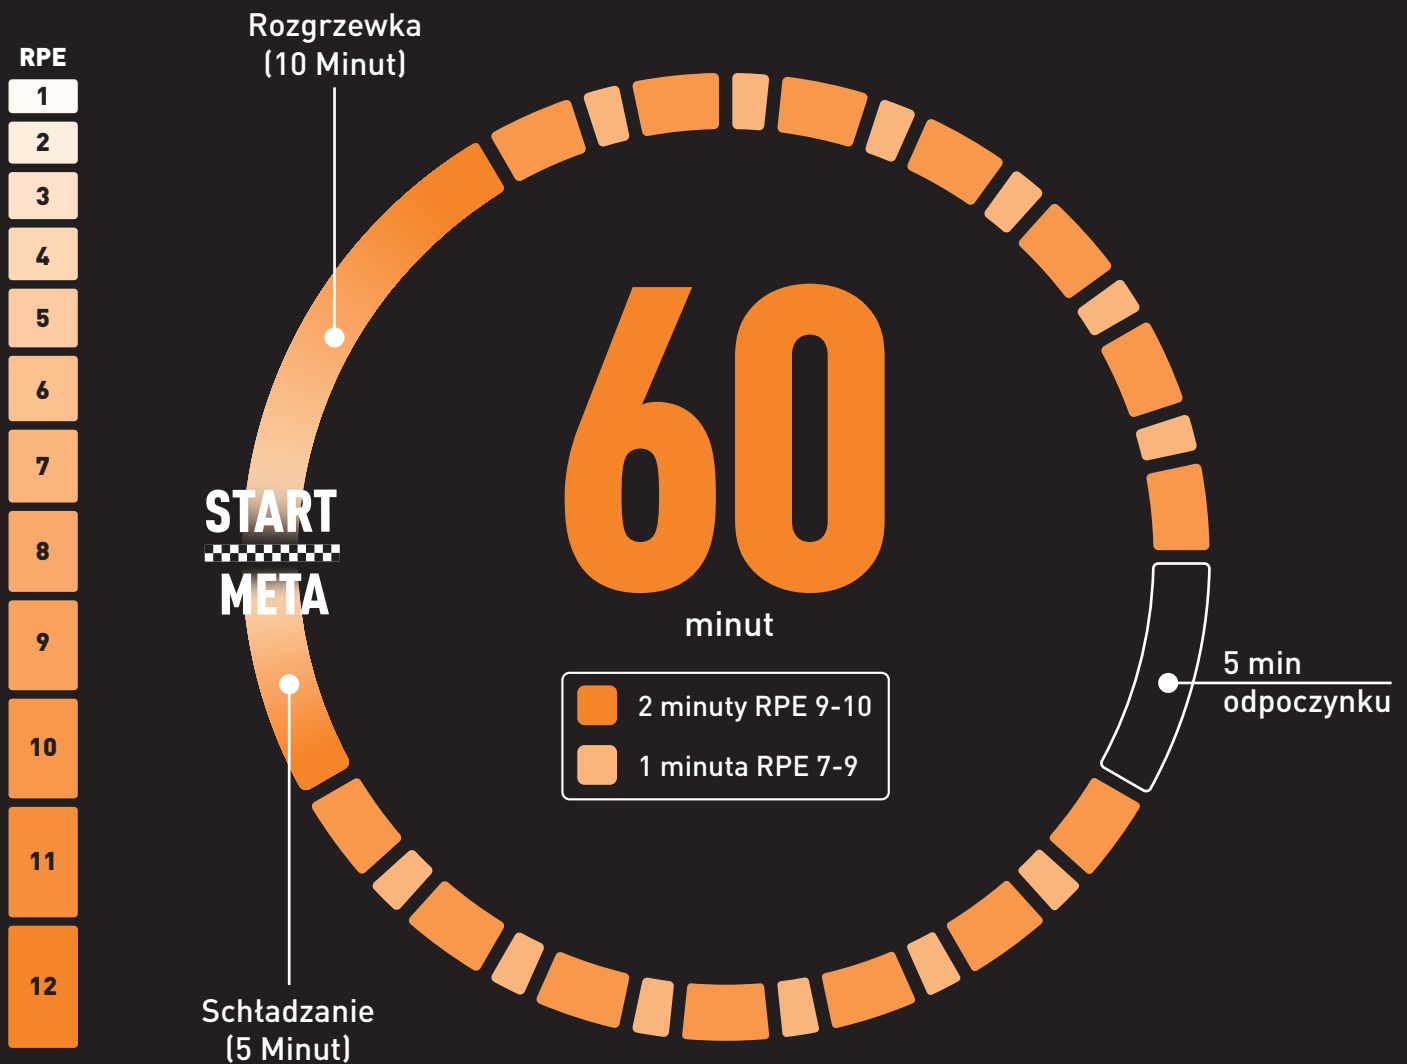 Rozgrzewka
(10 Minut)
RPE
1
2
3
4
5
6
7
8
9
10
11
12
START
META
60
minut
2 minuty RPE 9-10
1 minuta RPE 7-9
5 min
odpoczynku
Schładzanie
(5 Minut)